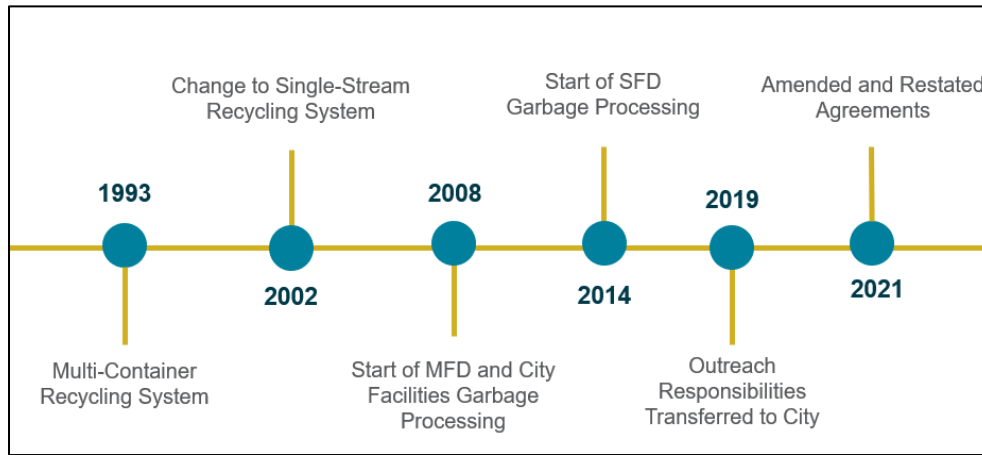 Change to Single-Stream
Recycling System
Start of SFD
Garbage Processing
Amended and Restated
Agreements
1993
2008
2019
2002
2014
2021
Multi-Container
Recycling System
Start of MFD and City
Facilities Garbage
Processing
Outreach
Responsibilities
Transferred to City